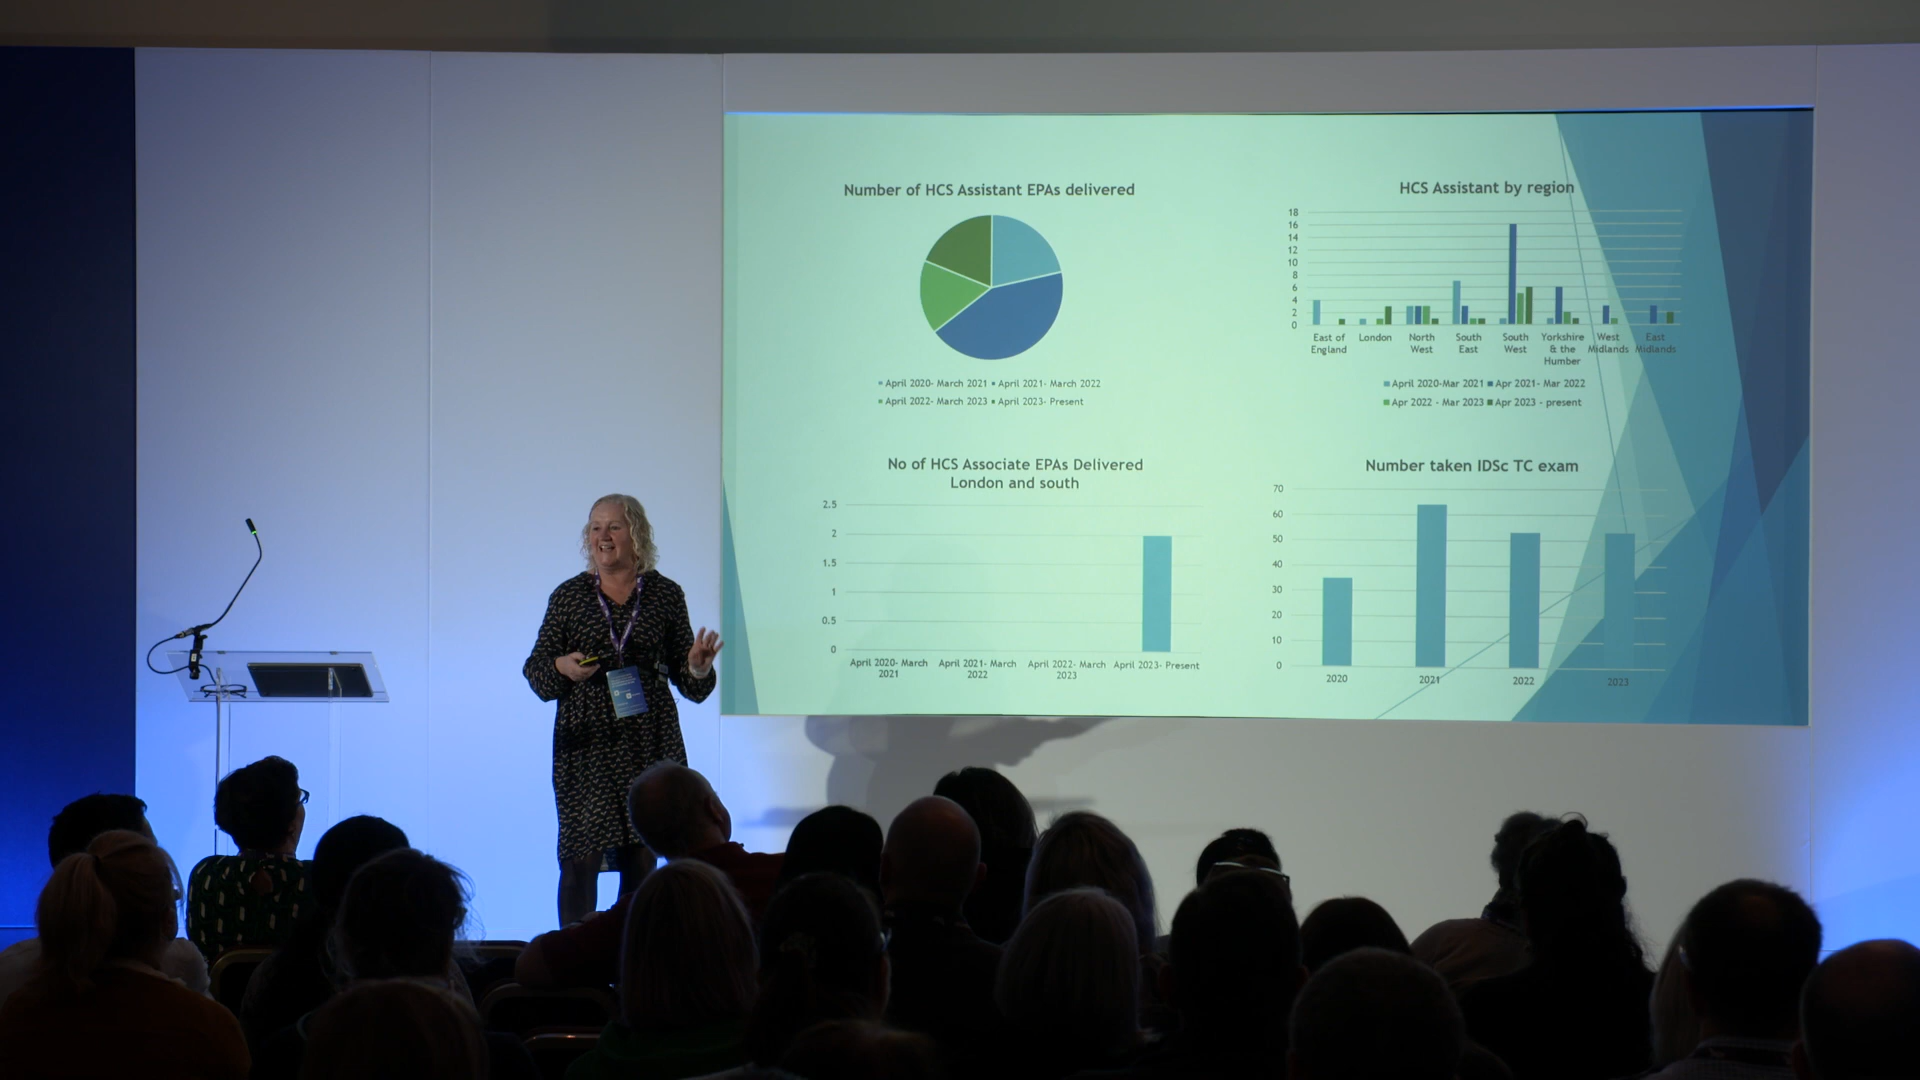 Number of HCS Assistant EPAs delivered
April 2020- March 2021 April 2021- March 2022
April 2022- March 2023 April 2023- Present
HCS Assistant by region
18
16
14
12
10
8
6
4
2
0
East of England
London
North West
South East
South West
Yorkshire & the Humber
West Midlands
East Midlands
April 2020-Mar 2021 Apr 2021- Mar 2022
Apr 2022 - Mar 2023 Apr 2023 - present
No of HCS Associate EPAs Delivered
London and south
2.5
2
1.5
1
0.5
0
April 2020- March 2021
April 2021- March 2022
April 2022- March 2023
April 2023- Present
Number taken IDSc TC exam
70
60
50
40
30
20
10
0
2020
2021
2022
2023